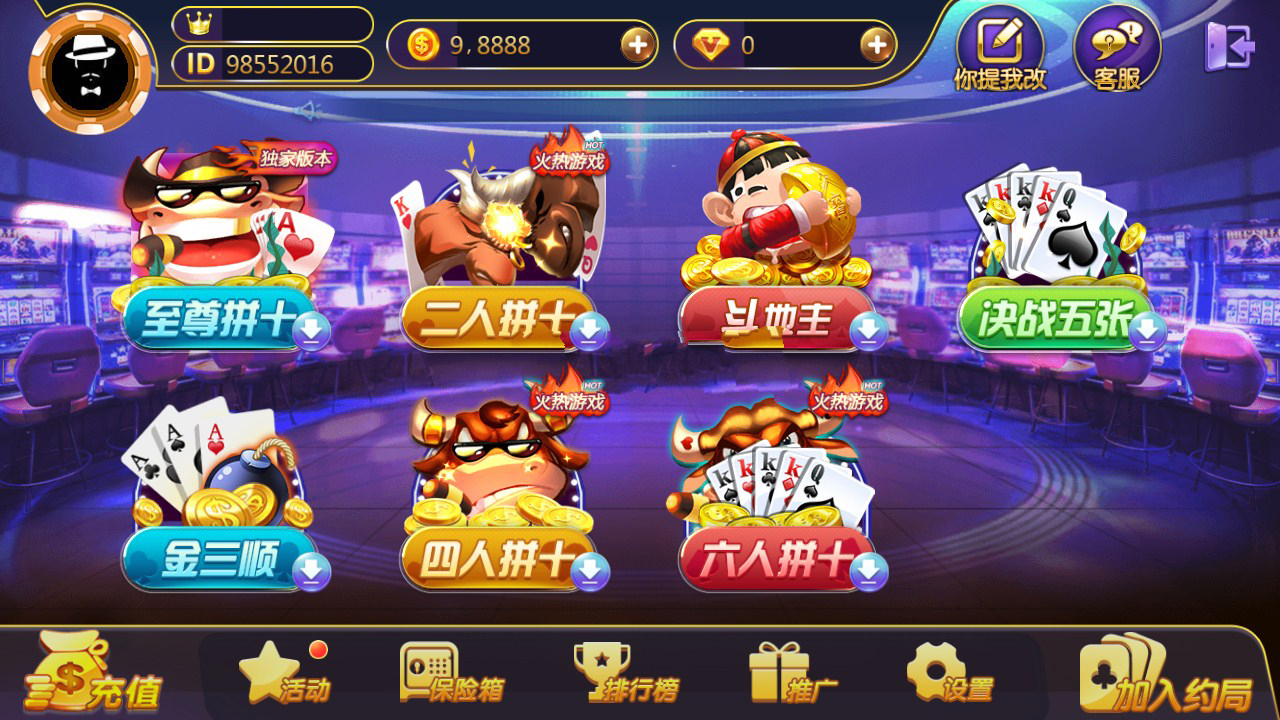 ID 98552016
9,8888
0
你提我改
客服
独家版本
至尊拼十
HOT
火热游戏
二人拼十
斗地主
决战五张
金三顺
HOT
火热游戏
四人拼十
HOT
火热游戏
六人拼十
充值
活动
保险箱
排行榜
推广
设置
加入约局